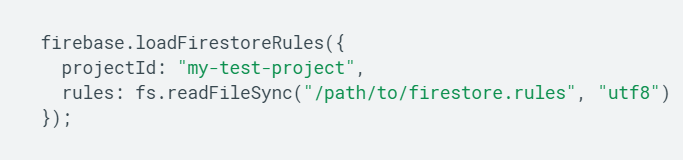 firebase.loadFirestoreRules({
  projectId: "my-test-project",
  rules: fs.readFileSync("/path/to/firestore.rules", "utf8")
});